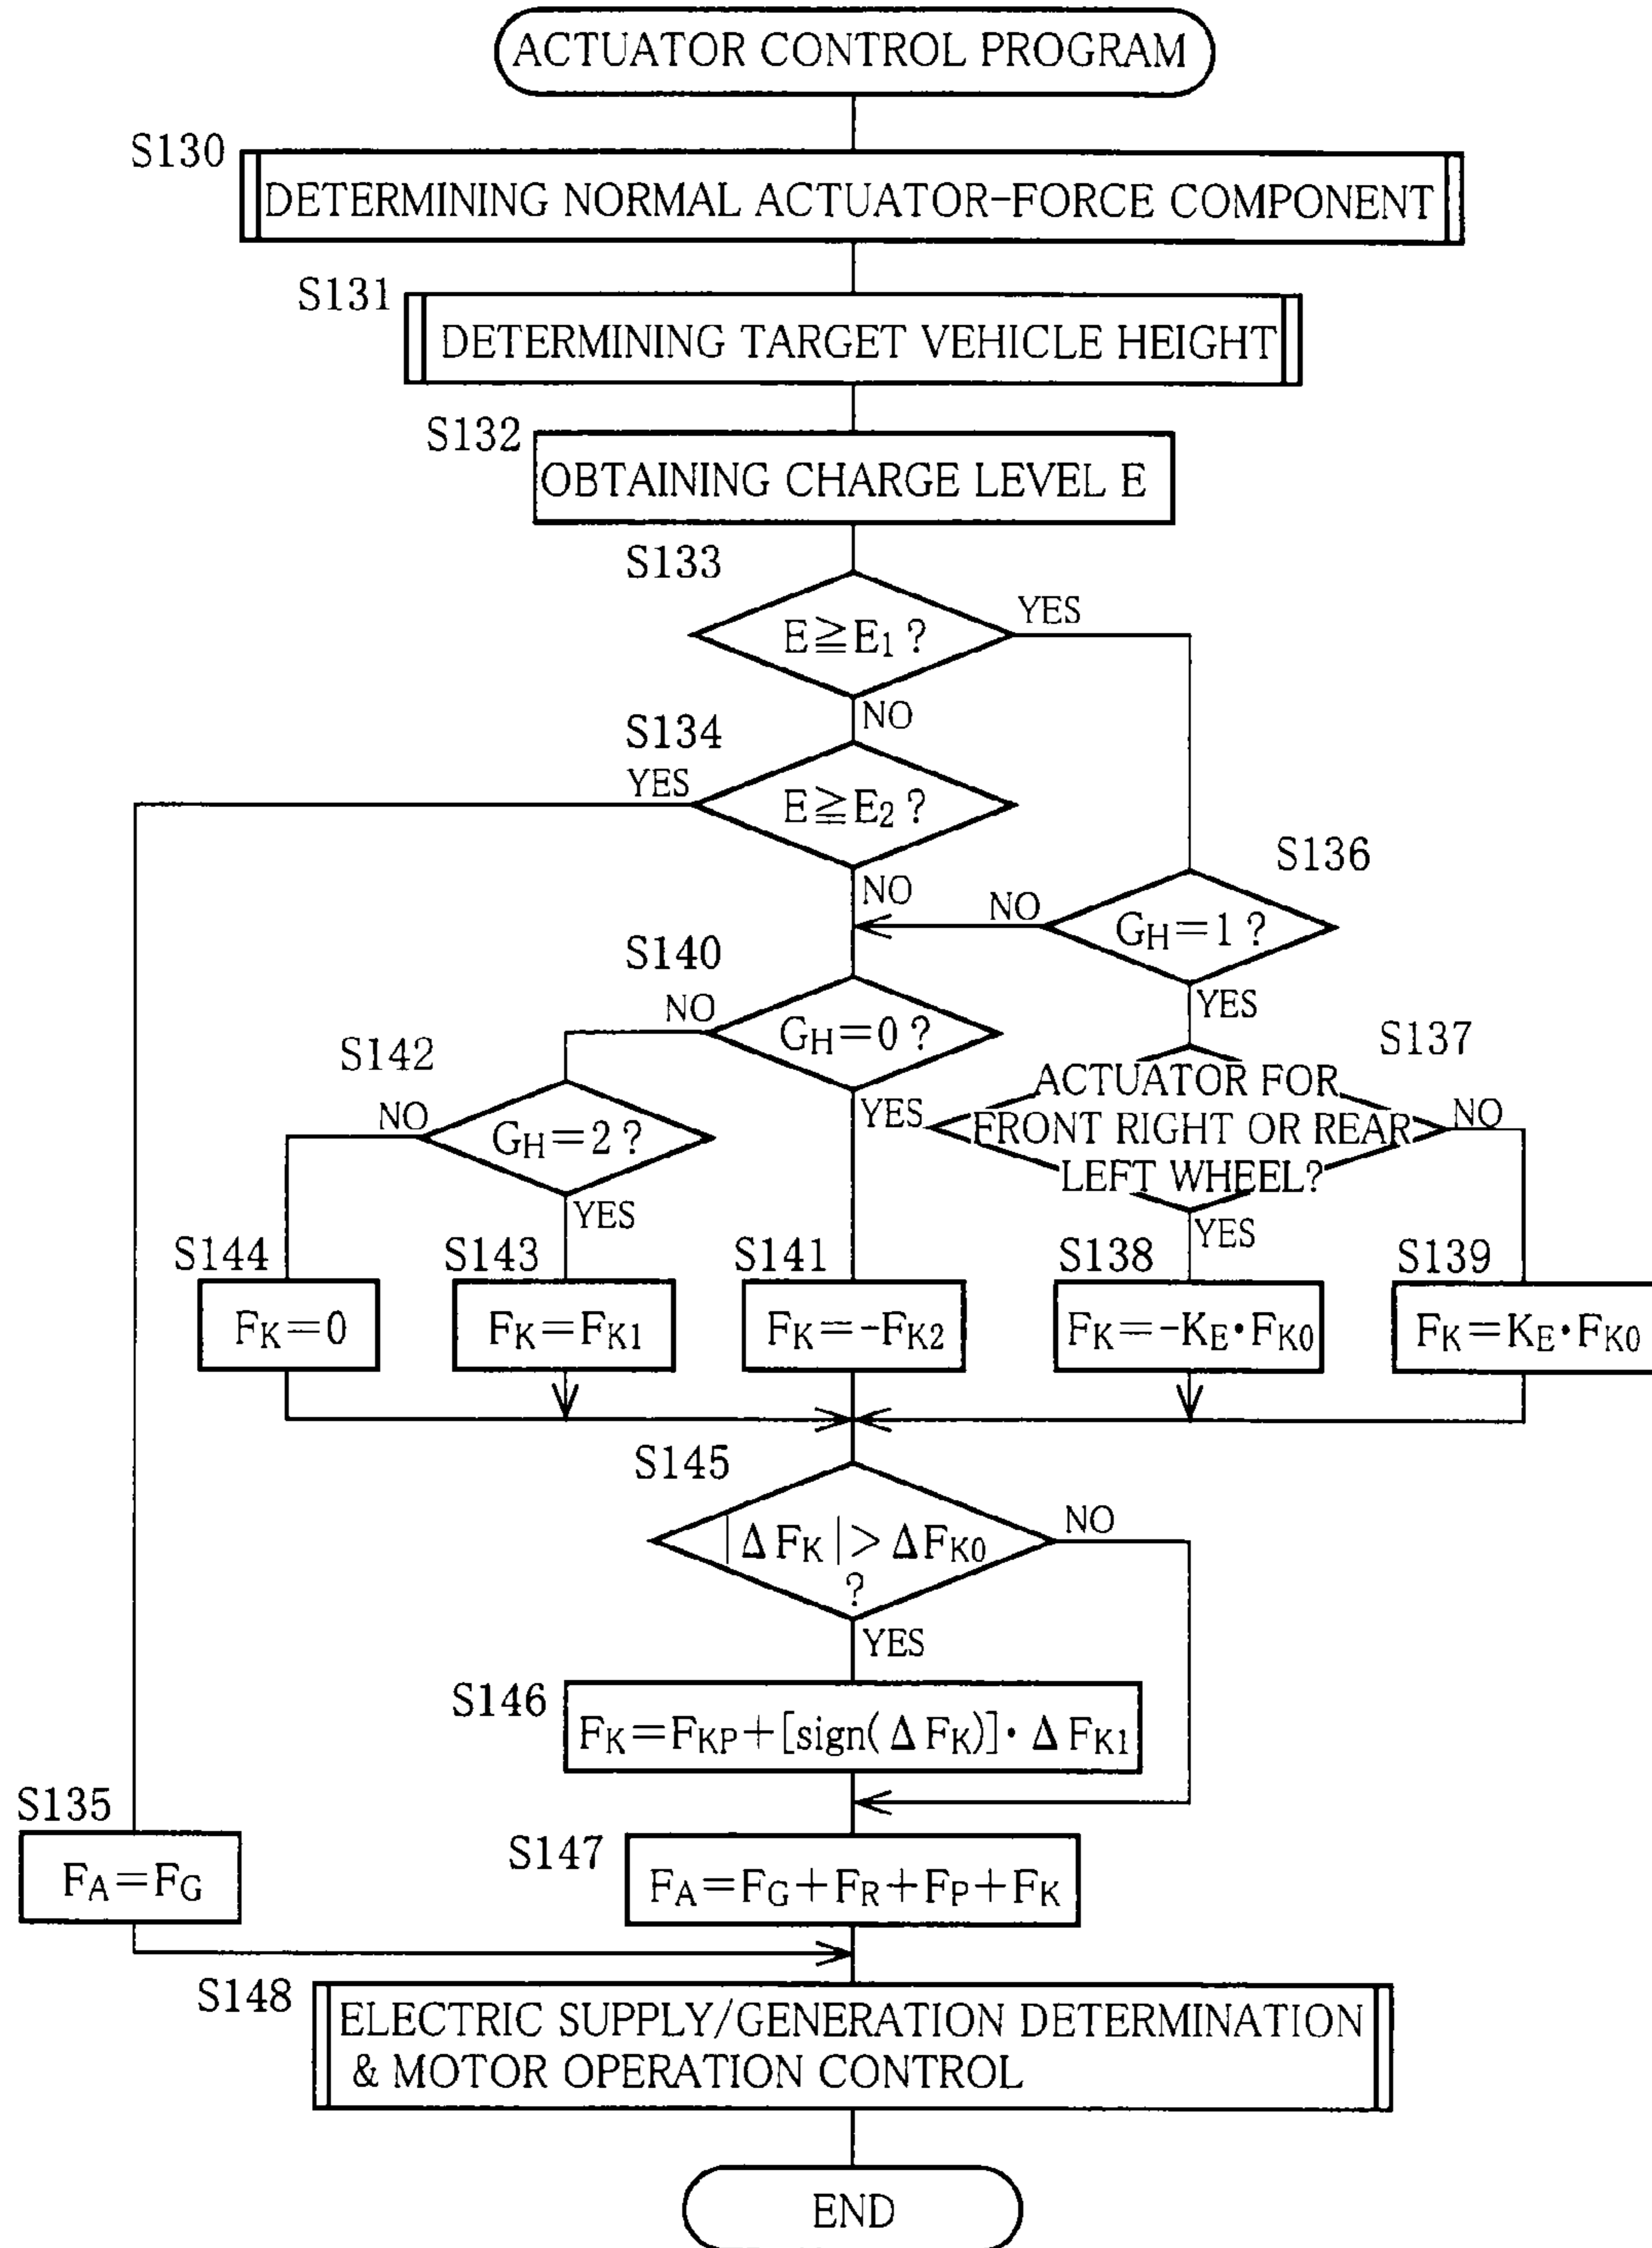 ACTUATOR CONTROL PROGRAM
S130
DETERMINING NORMAL ACTUATOR-FORCE COMPONENT
S131
DETERMINING TARGET VEHICLE HEIGHT
S132
OBTAINING CHARGE LEVEL E
S133
E≧E1 ?
YES
NO
S134
YES
E≧E2 ?
NO
S136
NO
GH=1 ?
YES
S140
NO
GH=0 ?
YES
S137
ACTUATOR FOR
FRONT RIGHT OR REAR
LEFT WHEEL?
NO
YES
S142
NO
GH=2 ?
YES
S144
FK=0
S143
FK=FK1
S141
FK=-FK2
S138
FK=-KE•FK0
S139
FK=KE•FK0
S145
|ΔFK|>ΔFK0
?
NO
YES
S146
FK=FKP+[sign(ΔFK)]•ΔFK1
S135
FA=FG
S147
FA=FG+FR+FP+FK
S148
ELECTRIC SUPPLY/GENERATION DETERMINATION
& MOTOR OPERATION CONTROL
END